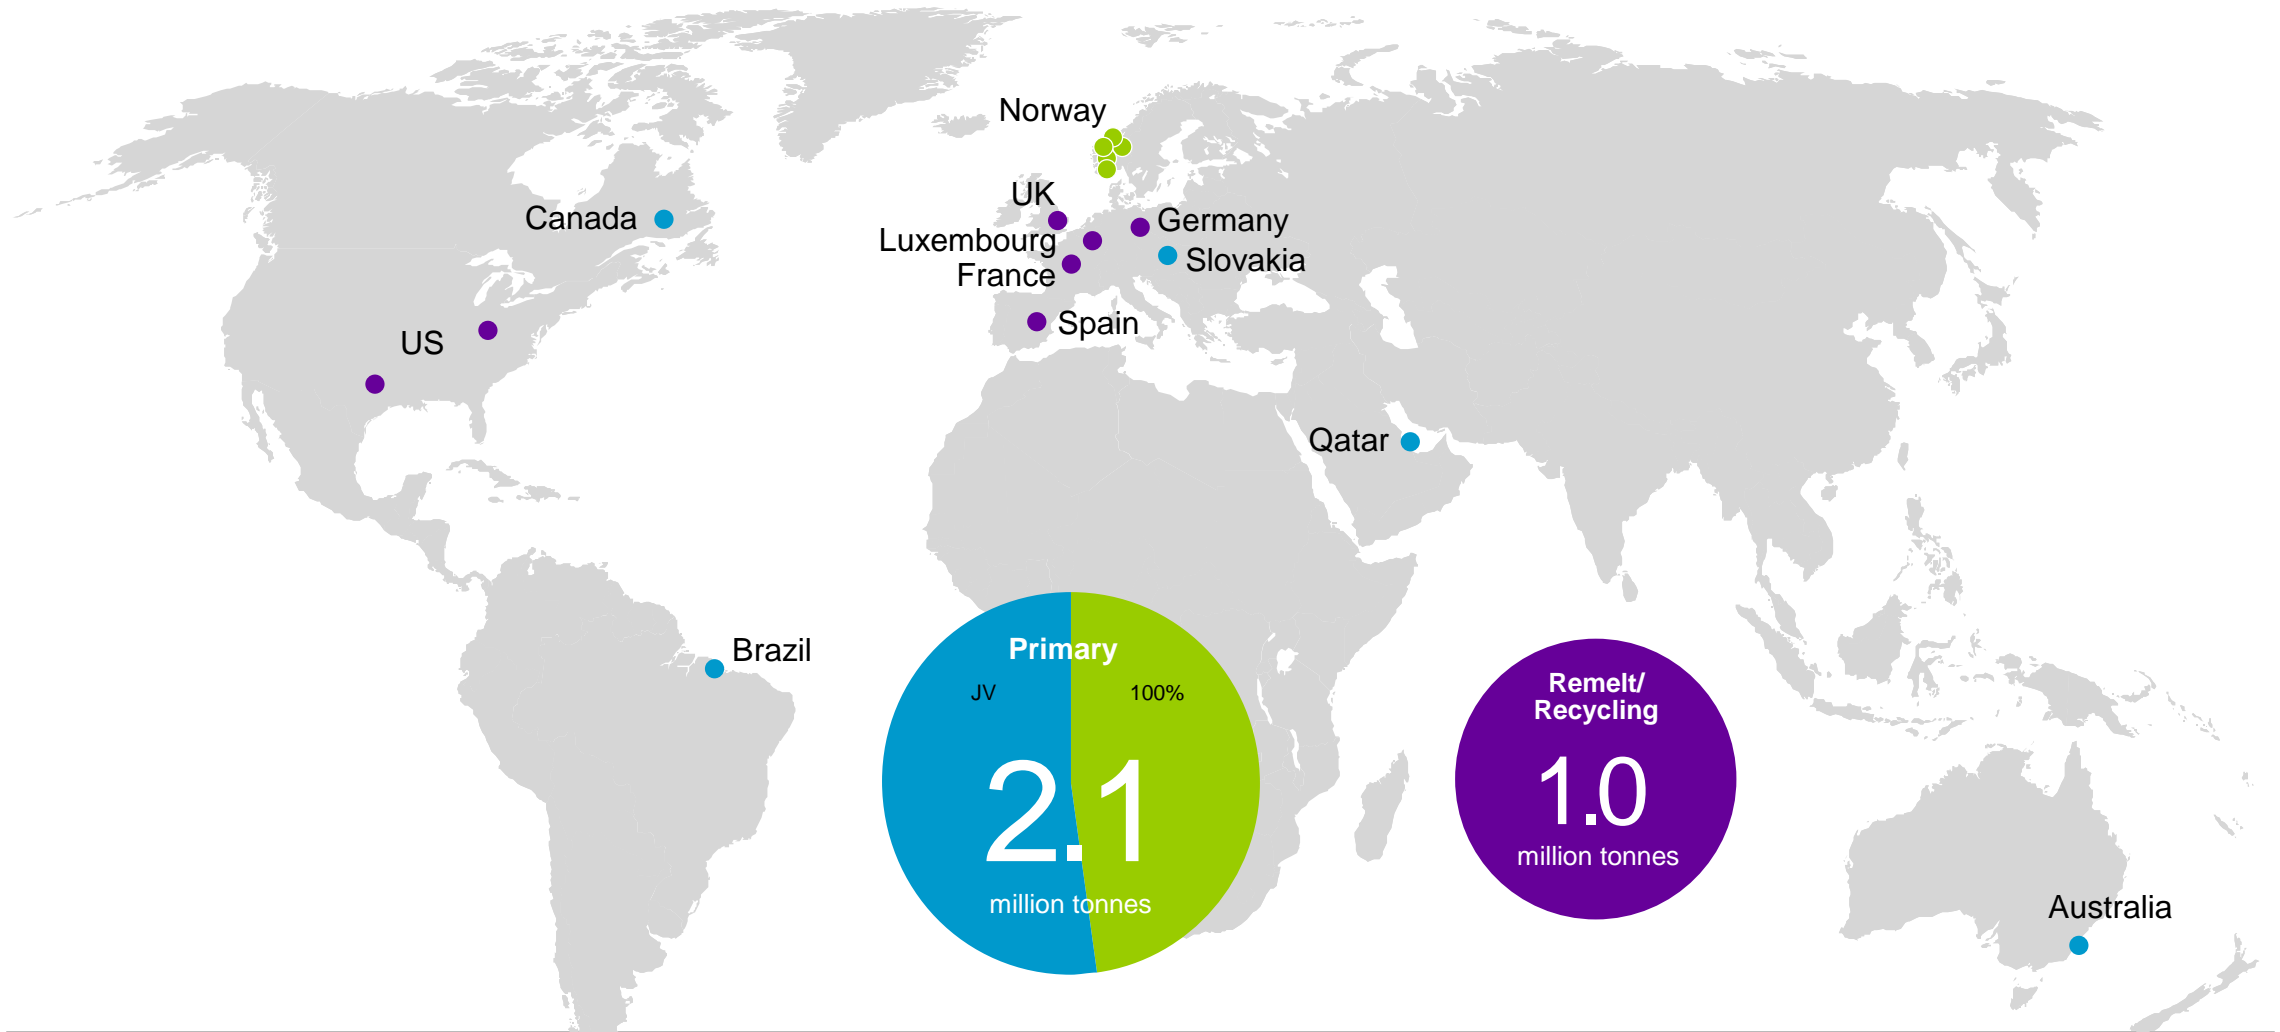 Norway
UK
Canada
Germany
Luxembourg
Slovakia
France
Spain
US
Qatar
Brazil
Primary
JV
100%
2.1
million tonnes
Remelt/
Recycling
1.0
million tonnes
Australia